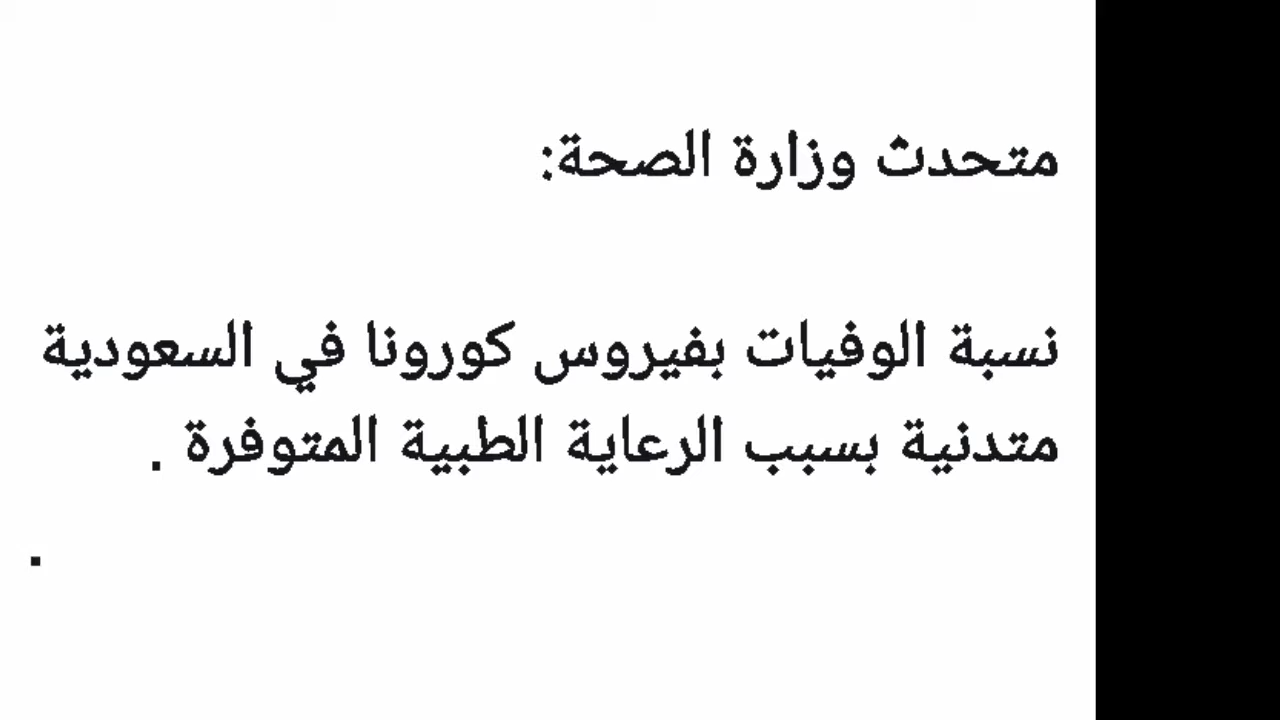 متحدث وزارة الصحة:
نسبة الوفيات بفيروس كورونا في السعودية
متدنية بسبب الرعاية الطبية المتوفرة .
.